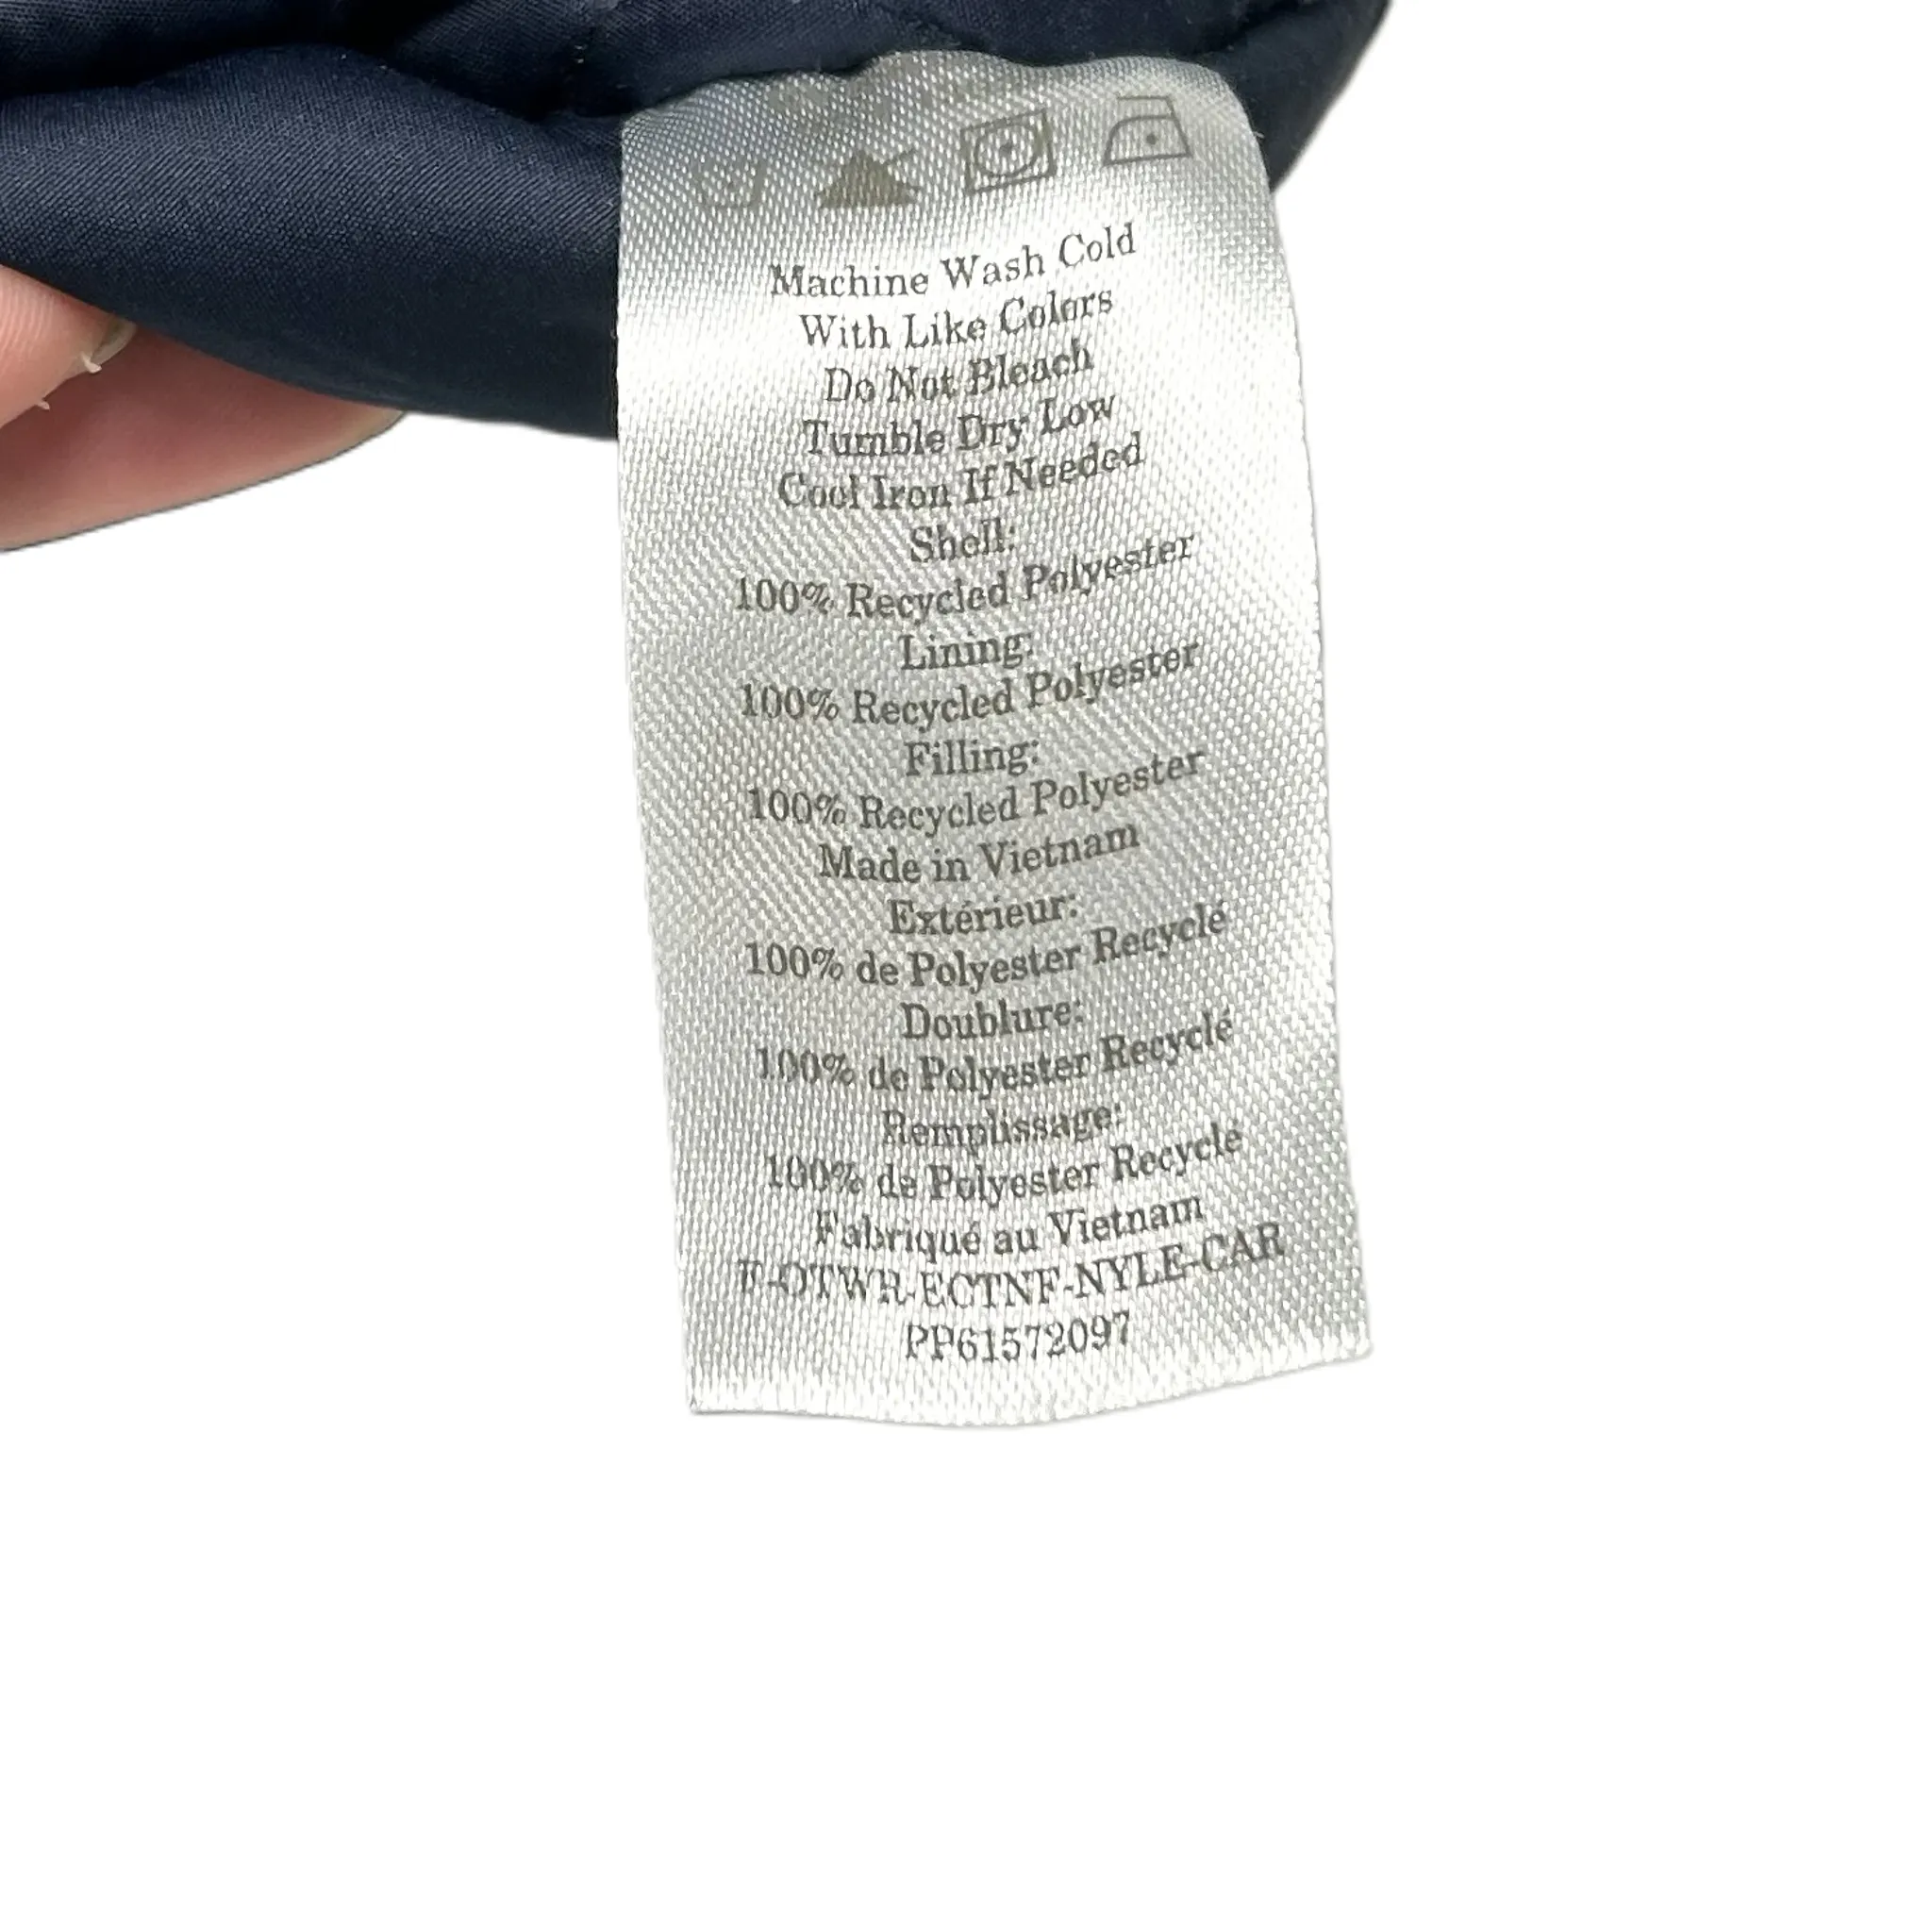 Machine Wash Cold
With Like Colors
Do Not Bleach
Tumble Dry Low
Cool Iron If Needed
Shell:
100% Recycled Polyester
Lining:
100% Recycled Polyester
Filling:
100% Recycled Polyester
Made in Vietnam
Extérieur:
100% de Polyester Recyclé
Doublure:
100% de Polyester Recyclé
Remplissage:
100% de Polyester Recyclé
Fabriqué au Vietnam
F-OTWR-ECTNF-NYLE-CAR
PP61572097